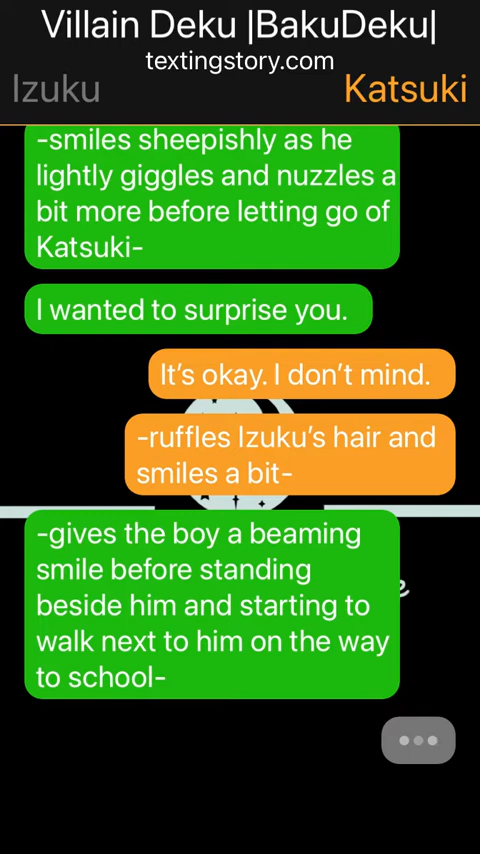 Villain Deku |BakuDeku|
textingstory.com
Izuku
Katsuki
-smiles sheepishly as he
lightly giggles and nuzzles a
bit more before letting go of
Katsuki-
I wanted to surprise you.
It’s okay. I don’t mind.
-ruffles Izuku’s hair and
smiles a bit-
-gives the boy a beaming
smile before standing
beside him and starting to
walk next to him on the way
to school-